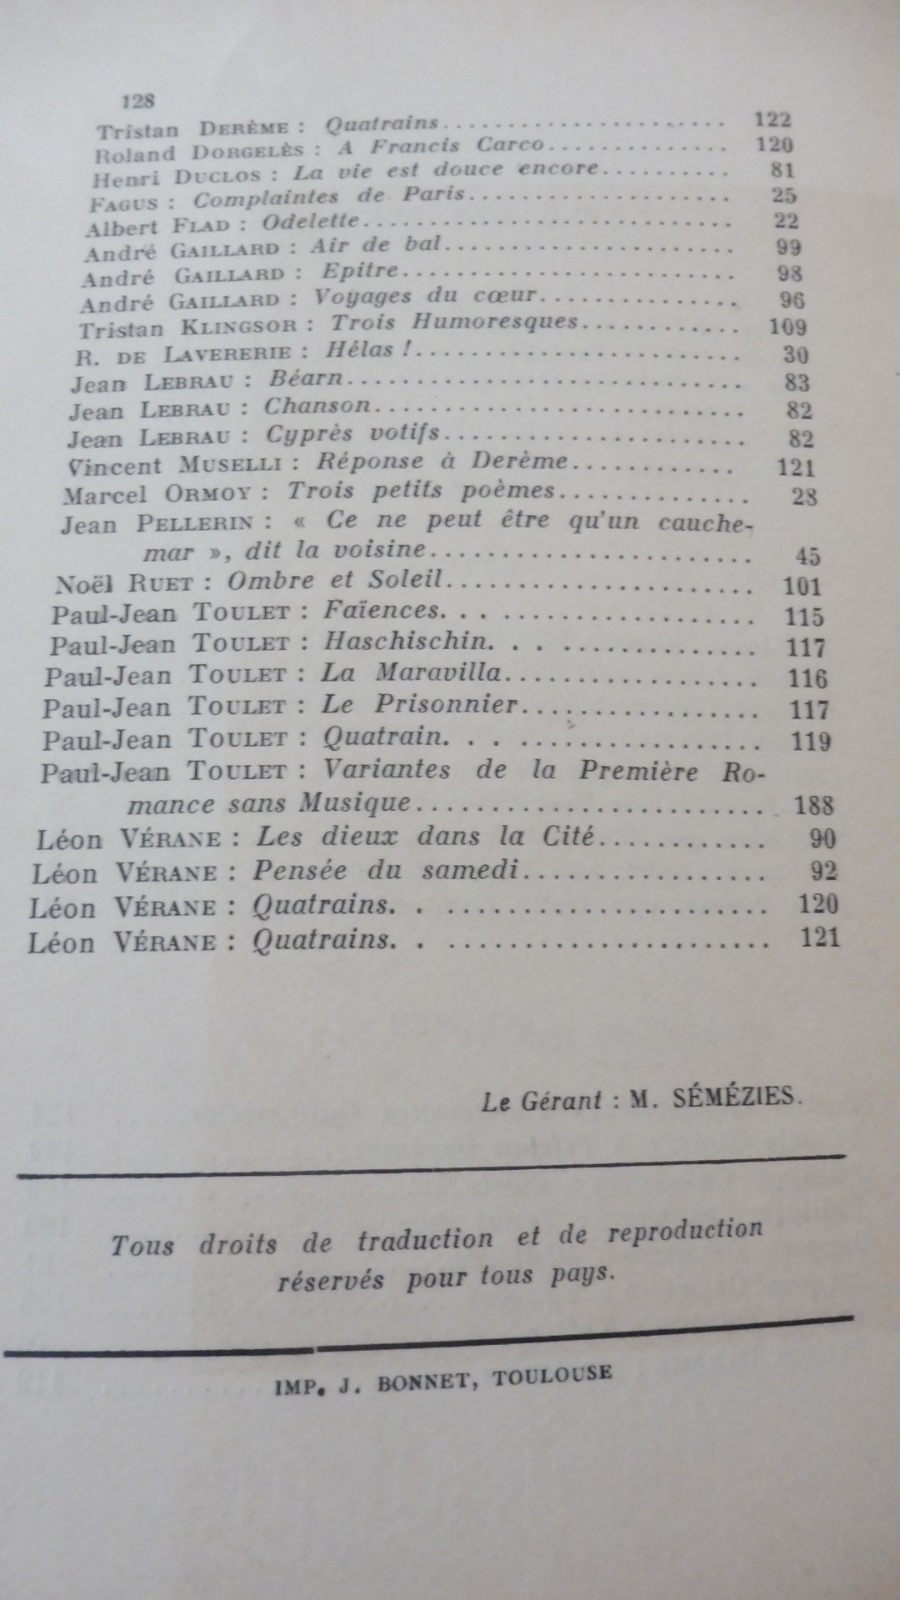 128
Tristan DERÈME : Quatrains...................... 122
Roland DORGELÈS : A Francis Carco.............. 120
Henri DUCLOS : La vie est douce encore.......... 81
FAGUS : Complaintes de Paris.................... 25
Albert FLAD : Odelette............................ 22
André GAILLARD : Air de bal...................... 99
André GAILLARD : Epitre.......................... 98
André GAILLARD : Voyages du cœur............... 96
Tristan KLINGSOR : Trois Humoresques............ 109
R. DE LAVERERIE : Hélas !......................... 30
Jean LEBRAU : Béarn.............................. 83
Jean LEBRAU : Chanson............................ 82
Jean LEBRAU : Cyprès votifs....................... 82
Vincent MUSELLI : Réponse à Derème............ 121
Marcel ORMOY : Trois petits poèmes.............. 28
Jean PELLERIN : « Ce ne peut être qu'un cauche-
mar », dit la voisine........................ 45
Noël RUET : Ombre et Soleil....................... 101
Paul-Jean TOULET : Faïences. . . .................. 115
Paul-Jean TOULET : Haschischin. . . ............... 117
Paul-Jean TOULET : La Maravilla.................. 116
Paul-Jean TOULET : Le Prisonnier................. 117
Paul-Jean TOULET : Quatrain. . . .................. 119
Paul-Jean TOULET : Variantes de la Première Ro-
mance sans Musique......................... 188
Léon VÉRANE : Les dieux dans la Cité............ 90
Léon VÉRANE : Pensée du samedi................. 92
Léon VÉRANE : Quatrains. . ...................... 120
Léon VÉRANE : Quatrains. . ...................... 121
Le Gérant : M. SÉMÉZIES.
Tous droits de traduction et de reproduction
réservés pour tous pays.
IMP. J. BONNET, TOULOUSE